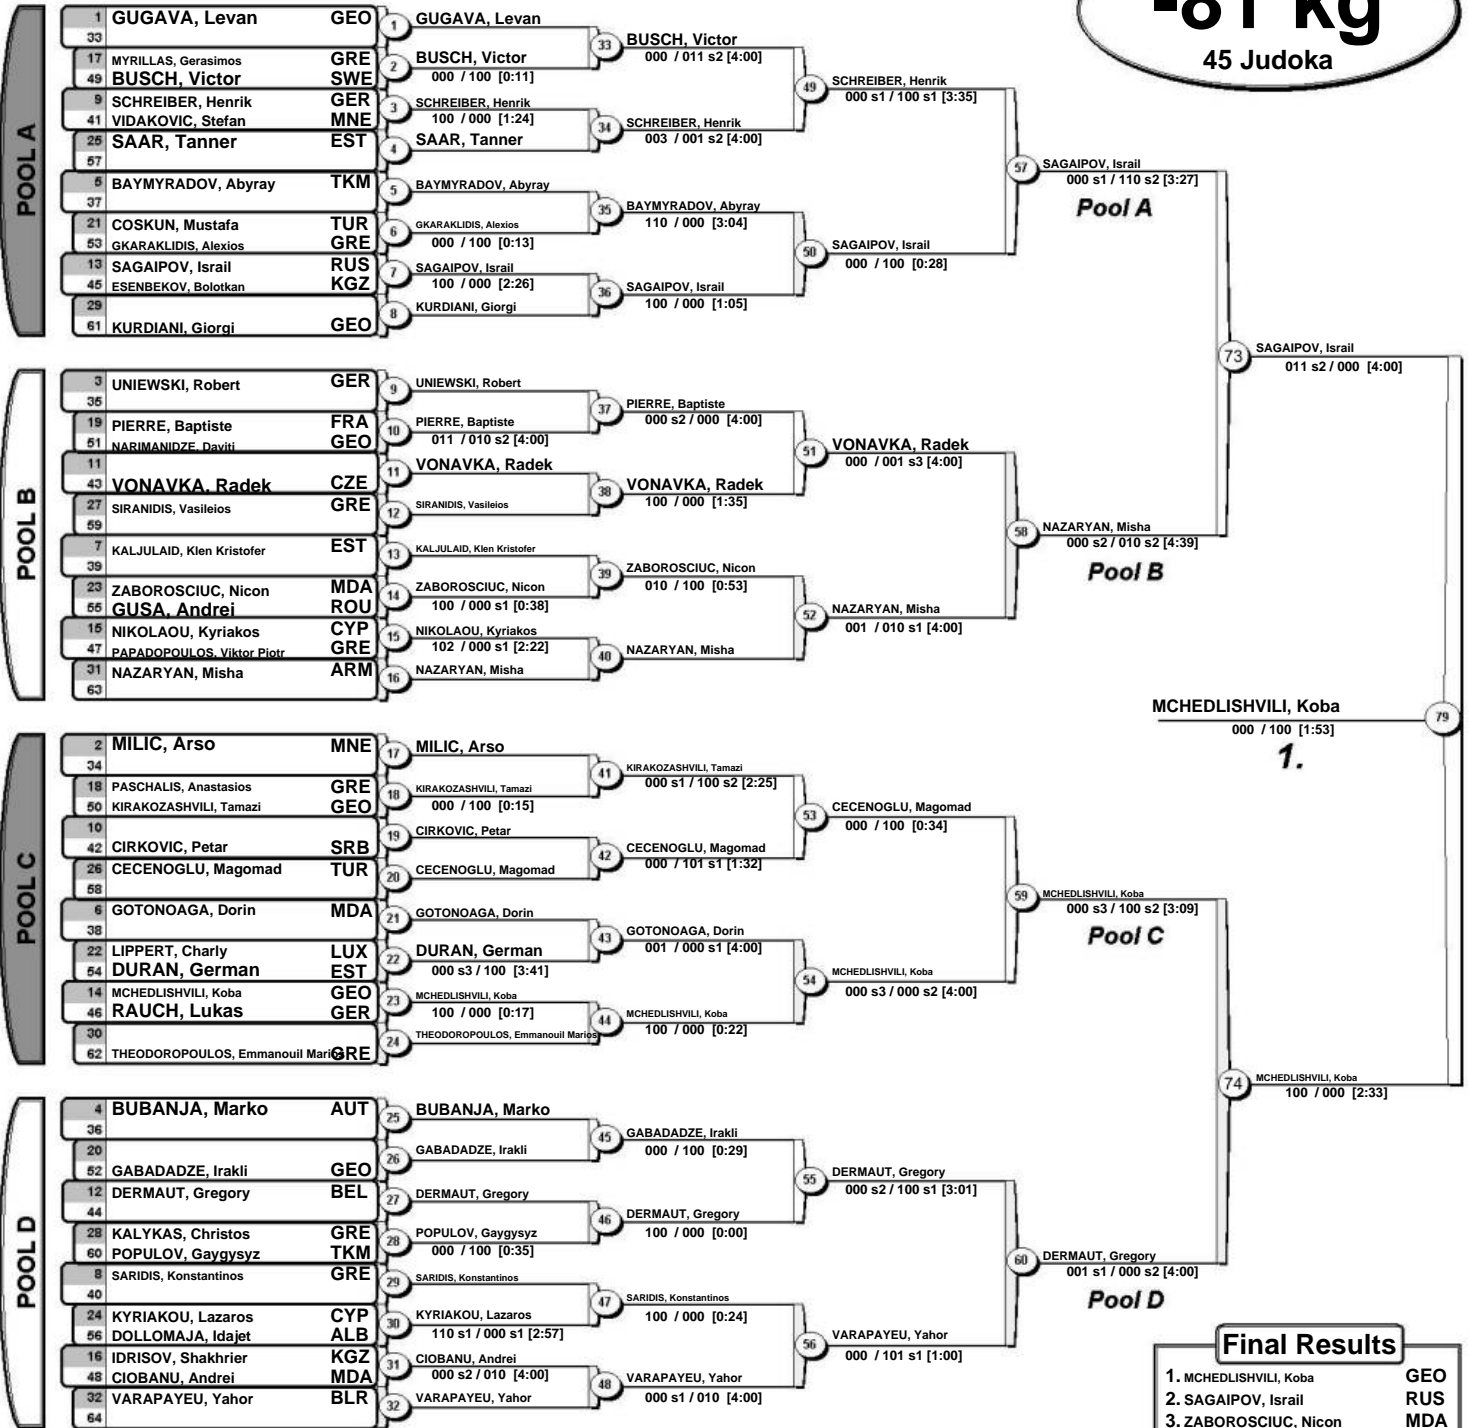 -81 kg
45 Judoka
POOL A
1 GUGAVA, Levan GEO
33
17 MYRILLAS, Gerasimos GRE
49 BUSCH, Victor SWE
9 SCHREIBER, Henrik GER
41 VIDAKOVIC, Stefan MNE
25 SAAR, Tanner EST
57
5 BAYMYRADOV, Abyray TKM
37
21 COSKUN, Mustafa TUR
53 GKARAKLIDIS, Alexios GRE
13 SAGAIPOV, Israil RUS
45 ESENBEKOV, Bolotkan KGZ
29
61 KURDIANI, Giorgi GEO
1 GUGAVA, Levan
2 BUSCH, Victor
000 / 100 [0:11]
3 SCHREIBER, Henrik
100 / 000 [1:24]
4 SAAR, Tanner
5 BAYMYRADOV, Abyray
6 GKARAKLIDIS, Alexios
000 / 100 [0:13]
7 SAGAIPOV, Israil
100 / 000 [2:26]
8 KURDIANI, Giorgi
33 BUSCH, Victor
000 / 011 s2 [4:00]
34 SCHREIBER, Henrik
003 / 001 s2 [4:00]
35 BAYMYRADOV, Abyray
110 / 000 [3:04]
36 SAGAIPOV, Israil
100 / 000 [1:05]
49 SCHREIBER, Henrik
000 s1 / 100 s1 [3:35]
50 SAGAIPOV, Israil
000 / 100 [0:28]
57 SAGAIPOV, Israil
000 s1 / 110 s2 [3:27]
Pool A
POOL B
3 UNIEWSKI, Robert GER
35
19 PIERRE, Baptiste FRA
51 NARIMANIDZE, Daviti GEO
11
43 VONAVKA, Radek CZE
27 SIRANIDIS, Vasileios GRE
59
7 KALJULAID, Klen Kristofer EST
39
23 ZABOROSCIUC, Nicon MDA
55 GUSA, Andrei ROU
15 NIKOLAOU, Kyriakos CYP
47 PAPADOPOULOS, Viktor Piotr GRE
31 NAZARYAN, Misha ARM
63
9 UNIEWSKI, Robert
10 PIERRE, Baptiste
011 / 010 s2 [4:00]
11 VONAVKA, Radek
12 SIRANIDIS, Vasileios
13 KALJULAID, Klen Kristofer
14 ZABOROSCIUC, Nicon
100 / 000 s1 [0:38]
15 NIKOLAOU, Kyriakos
102 / 000 s1 [2:22]
16 NAZARYAN, Misha
37 PIERRE, Baptiste
000 s2 / 000 [4:00]
38 VONAVKA, Radek
100 / 000 [1:35]
39 ZABOROSCIUC, Nicon
010 / 100 [0:53]
40 NAZARYAN, Misha
51 VONAVKA, Radek
000 / 001 s3 [4:00]
52 NAZARYAN, Misha
001 / 010 s1 [4:00]
58 NAZARYAN, Misha
000 s2 / 010 s2 [4:39]
Pool B
73 SAGAIPOV, Israil
011 s2 / 000 [4:00]
MCHEDLISHVILI, Koba 79
000 / 100 [1:53]
1.
POOL C
2 MILIC, Arso MNE
34
18 PASCHALIS, Anastasios GRE
50 KIRAKOZASHVILI, Tamazi GEO
10
42 CIRKOVIC, Petar SRB
26 CECENOGLU, Magomad TUR
58
6 GOTONOAGA, Dorin MDA
38
22 LIPPERT, Charly LUX
54 DURAN, German EST
14 MCHEDLISHVILI, Koba GEO
46 RAUCH, Lukas GER
30
62 THEODOROPOULOS, Emmanouil Marios GRE
17 MILIC, Arso
18 KIRAKOZASHVILI, Tamazi
000 / 100 [0:15]
19 CIRKOVIC, Petar
20 CECENOGLU, Magomad
21 GOTONOAGA, Dorin
22 DURAN, German
000 s3 / 100 [3:41]
23 MCHEDLISHVILI, Koba
100 / 000 [0:17]
24 THEODOROPOULOS, Emmanouil Marios
41 KIRAKOZASHVILI, Tamazi
000 s1 / 100 s2 [2:25]
42 CECENOGLU, Magomad
000 / 101 s1 [1:32]
43 GOTONOAGA, Dorin
001 / 000 s1 [4:00]
44 MCHEDLISHVILI, Koba
100 / 000 [0:22]
53 CECENOGLU, Magomad
000 / 100 [0:34]
54 MCHEDLISHVILI, Koba
000 s3 / 000 s2 [4:00]
59 MCHEDLISHVILI, Koba
000 s3 / 100 s2 [3:09]
Pool C
POOL D
4 BUBANJA, Marko AUT
36
20
52 GABADADZE, Irakli GEO
12 DERMAUT, Gregory BEL
44
28 KALYKAS, Christos GRE
60 POPULOV, Gaygysyz TKM
8 SARIDIS, Konstantinos GRE
40
24 KYRIAKOU, Lazaros CYP
56 DOLLOMAJA, Idajet ALB
16 IDRISOV, Shakhrier KGZ
48 CIOBANU, Andrei MDA
32 VARAPAYEU, Yahor BLR
64
25 BUBANJA, Marko
26 GABADADZE, Irakli
27 DERMAUT, Gregory
28 POPULOV, Gaygysyz
000 / 100 [0:35]
29 SARIDIS, Konstantinos
30 KYRIAKOU, Lazaros
110 s1 / 000 s1 [2:57]
31 CIOBANU, Andrei
000 s2 / 010 [4:00]
32 VARAPAYEU, Yahor
45 GABADADZE, Irakli
000 / 100 [0:29]
46 DERMAUT, Gregory
100 / 000 [0:00]
47 SARIDIS, Konstantinos
100 / 000 [0:24]
48 VARAPAYEU, Yahor
000 s1 / 010 [4:00]
55 DERMAUT, Gregory
000 s2 / 100 s1 [3:01]
56 VARAPAYEU, Yahor
000 / 101 s1 [1:00]
60 DERMAUT, Gregory
001 s1 / 000 s2 [4:00]
Pool D
74 MCHEDLISHVILI, Koba
100 / 000 [2:33]
Final Results
1. MCHEDLISHVILI, Koba GEO
2. SAGAIPOV, Israil RUS
3. ZABOROSCIUC, Nicon MDA